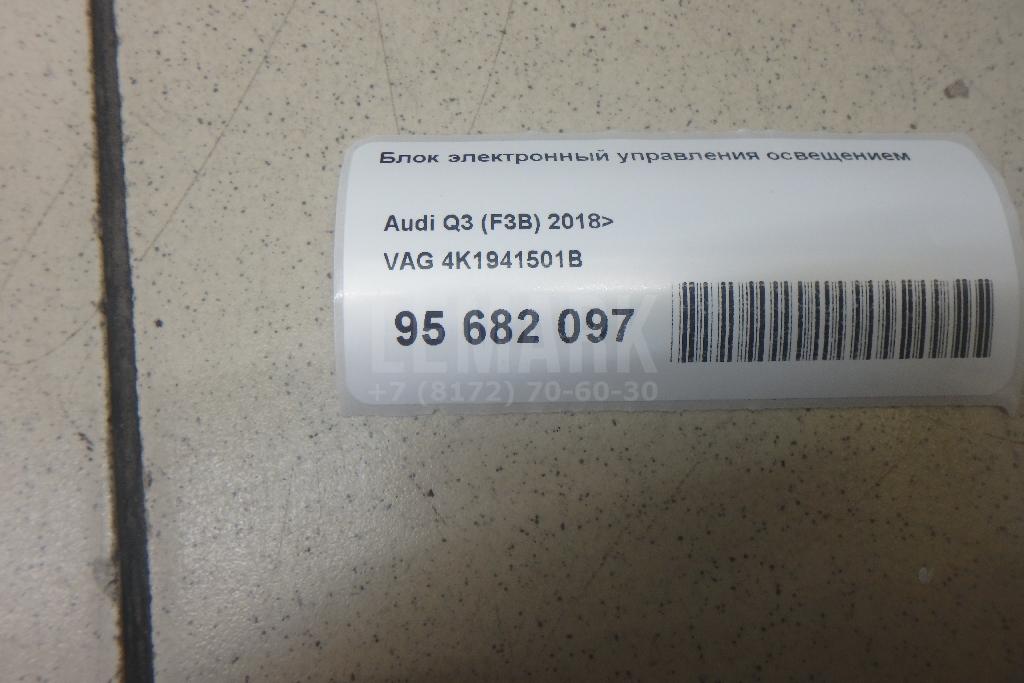 Блок электронный управления освещением
Audi Q3 (F3B) 2018>
VAG 4K1941501B
95 682 097
LEMARK
+7 (8172) 70-60-30